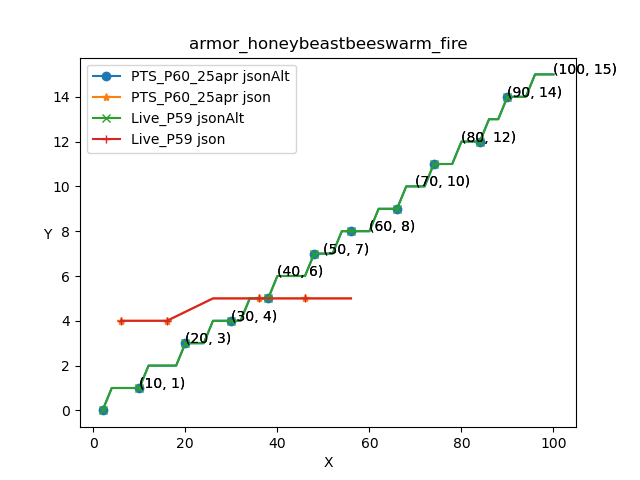 armor_honeybeastbeeswarm_fire
PTS_P60_25apr jsonAlt
PTS_P60_25apr json
Live_P59 jsonAlt
Live_P59 json
(100, 15)
(90, 14)
(80, 12)
(70, 10)
(60, 8)
(50, 7)
(40, 6)
(30, 4)
(20, 3)
(10, 1)
14
12
10
8
6
4
2
0
Y
0 20 40 60 80 100
X